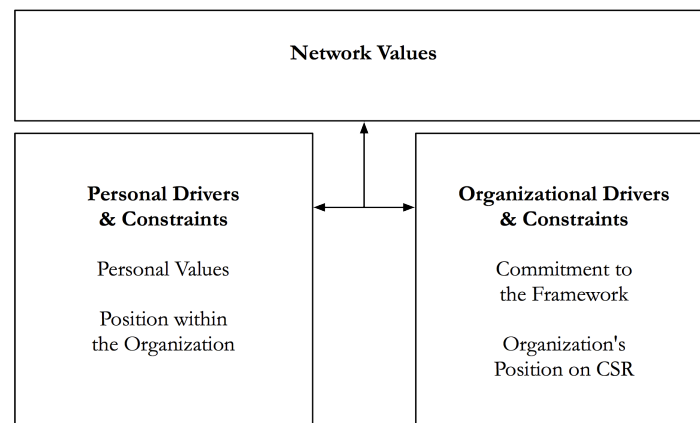 Network Values
Personal Drivers
& Constraints
Personal Values
Position within
the Organization
Organizational Drivers
& Constraints
Commitment to
the Framework
Organization's
Position on CSR